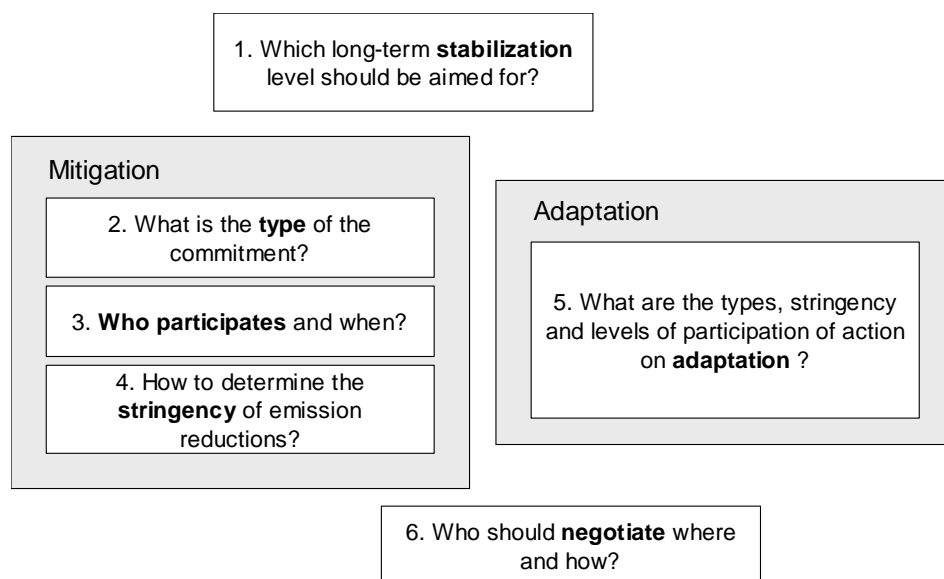 1. Which long-term stabilization
level should be aimed for?
Mitigation
2. What is the type of the
commitment?
3. Who participates and when?
4. How to determine the
stringency of emission
reductions?
Adaptation
5. What are the types, stringency
and levels of participation of action
on adaptation ?
6. Who should negotiate where
and how?